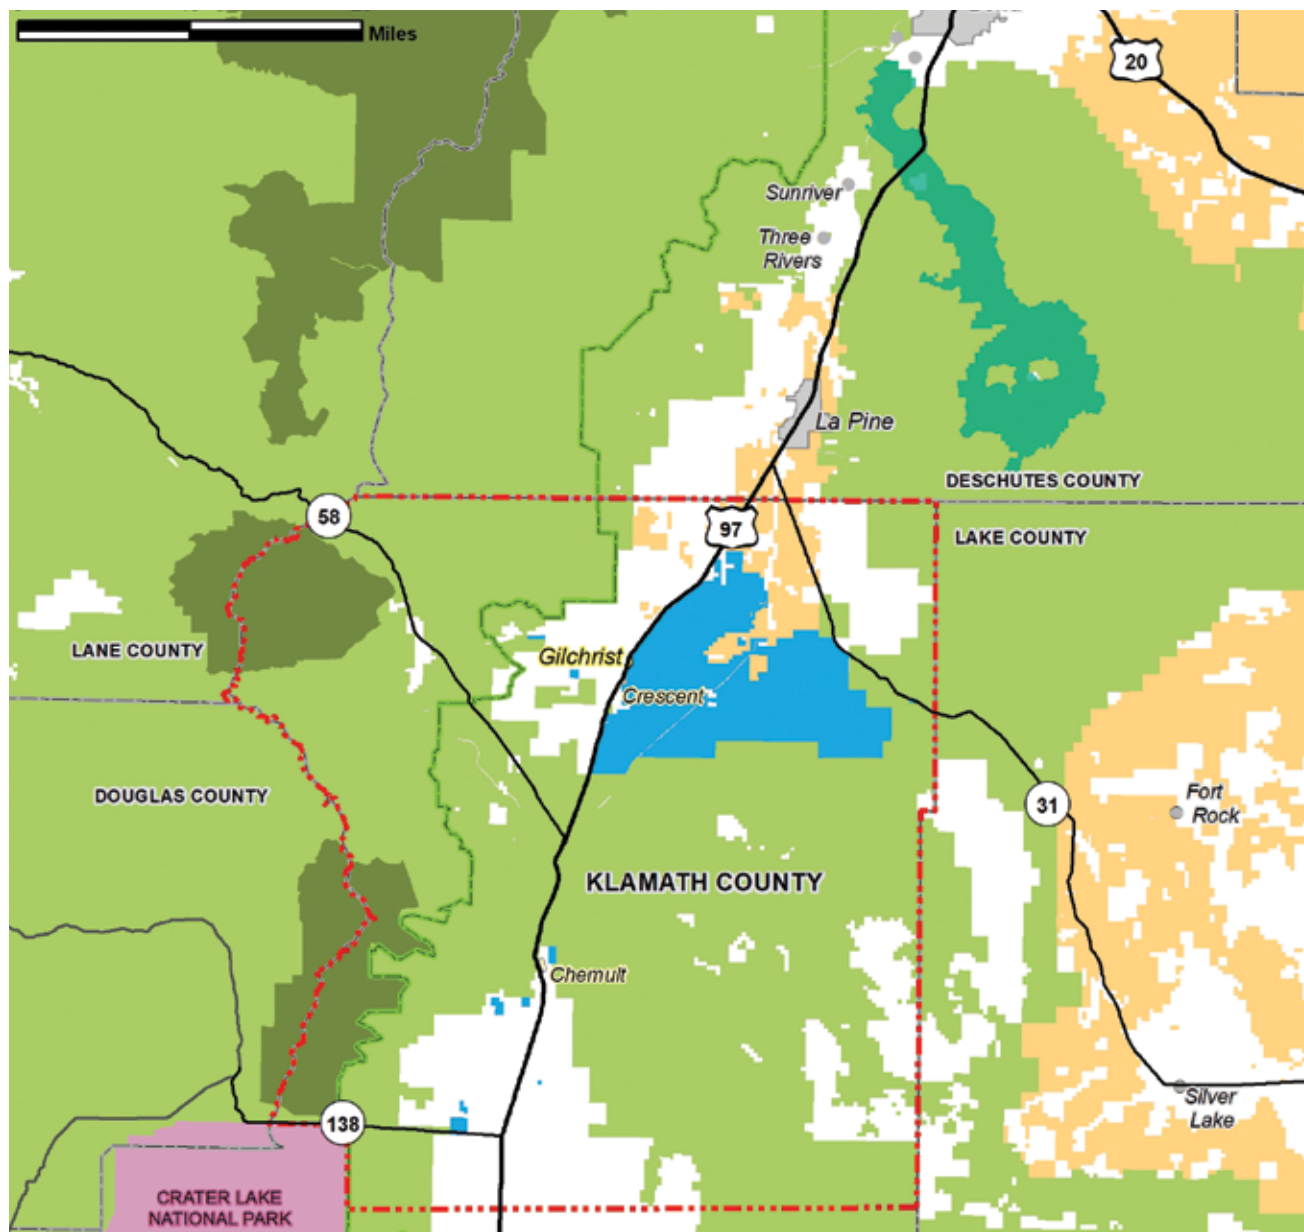 Miles
20
Sunriver
Three
Rivers
La Pine
DESCHUTES COUNTY
58
97
LAKE COUNTY
LANE COUNTY
Gilchrist
Crescent
DOUGLAS COUNTY
Fort
Rock
31
KLAMATH COUNTY
Chemult
Silver
Lake
138
CRATER LAKE
NATIONAL PARK